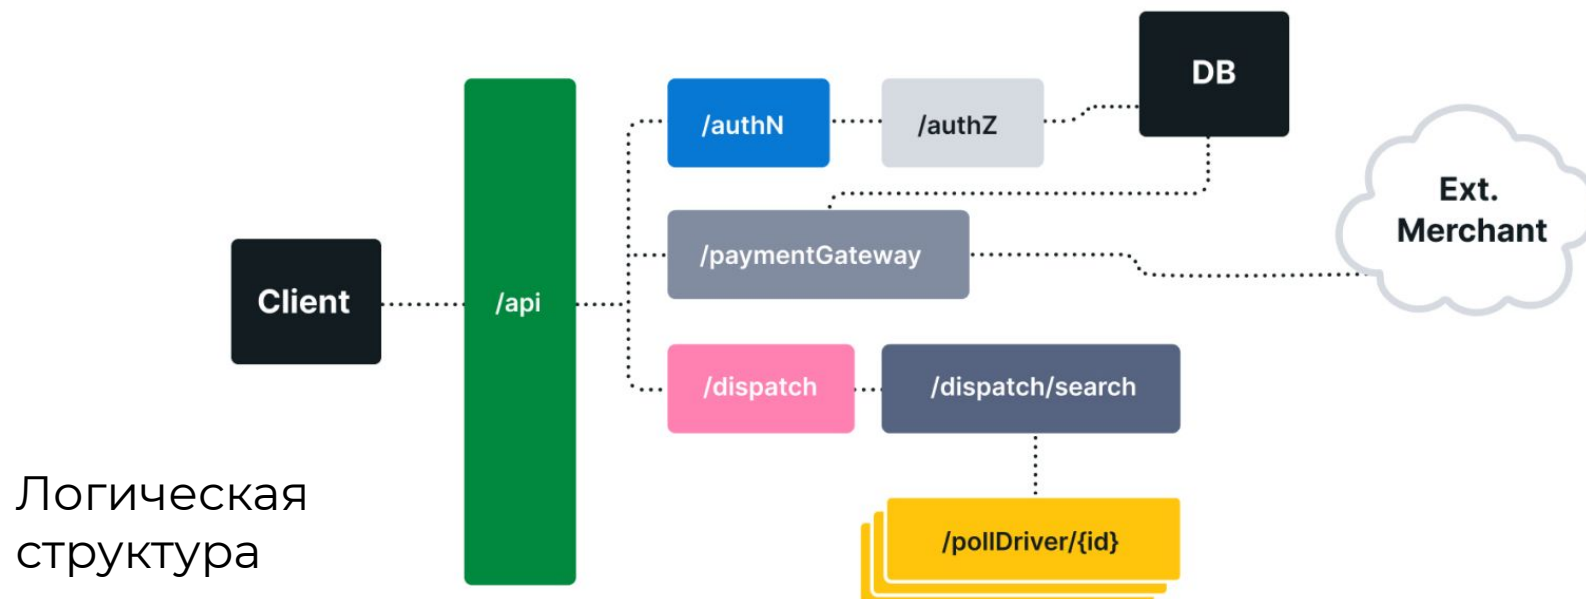 DB
/authN
/authZ
Ext.
Merchant
/paymentGateway
Client
/api
/dispatch
/dispatch/search
Логическая
структура
/pollDriver/{id}